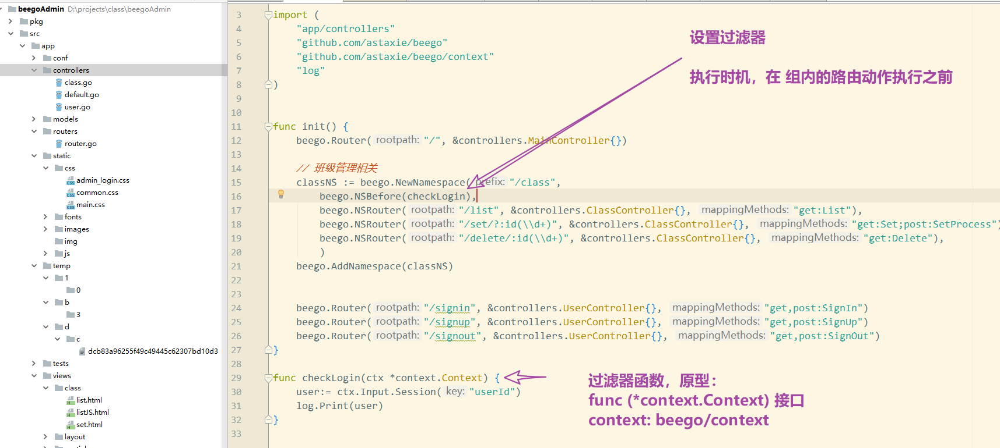 beegoAdmin D:\projects\class\beegoAdmin
pkg
src
app
conf
controllers
class.go
default.go
user.go
models
routers
router.go
static
css
admin_login.css
common.css
main.css
fonts
images
img
js
temp
1
0
b
3
d
c
dcb83a96255f49c49445c62307bd10d3
tests
views
class
list.html
listJS.html
set.html
layout
3 import (
4 "app/controllers"
5 "github.com/astaxie/beego"
6 "github.com/astaxie/beego/context"
7 "log"
8 )
9
10
11 func init() {
12 beego.Router( rootpath: "/", &controllers.MainController{})
13
14 // 班级管理相关
15 classNS := beego.NewNamespace( prefix: "/class",
16 beego.NSBefore(checkLogin),
17 beego.NSRouter( rootpath: "/list", &controllers.ClassController{}, mappingMethods: "get:List"),
18 beego.NSRouter( rootpath: "/set/?:id(\\d+)", &controllers.ClassController{}, mappingMethods: "get:Set;post:SetProcess")
19 beego.NSRouter( rootpath: "/delete/:id(\\d+)", &controllers.ClassController{}, mappingMethods: "get:Delete"),
20 )
21 beego.AddNamespace(classNS)
22
23
24 beego.Router( rootpath: "/signin", &controllers.UserController{}, mappingMethods: "get,post:SignIn")
25 beego.Router( rootpath: "/signup", &controllers.UserController{}, mappingMethods: "get,post:SignUp")
26 beego.Router( rootpath: "/signout", &controllers.UserController{}, mappingMethods: "get,post:SignOut")
27 }
28
29 func checkLogin(ctx *context.Context) {
30 user:= ctx.Input.Session( key: "userId")
31 log.Print(user)
32 }
33
设置过滤器
执行时机，在 组内的路由动作执行之前
过滤器函数，原型：
func (*context.Context) 接口
context: beego/context